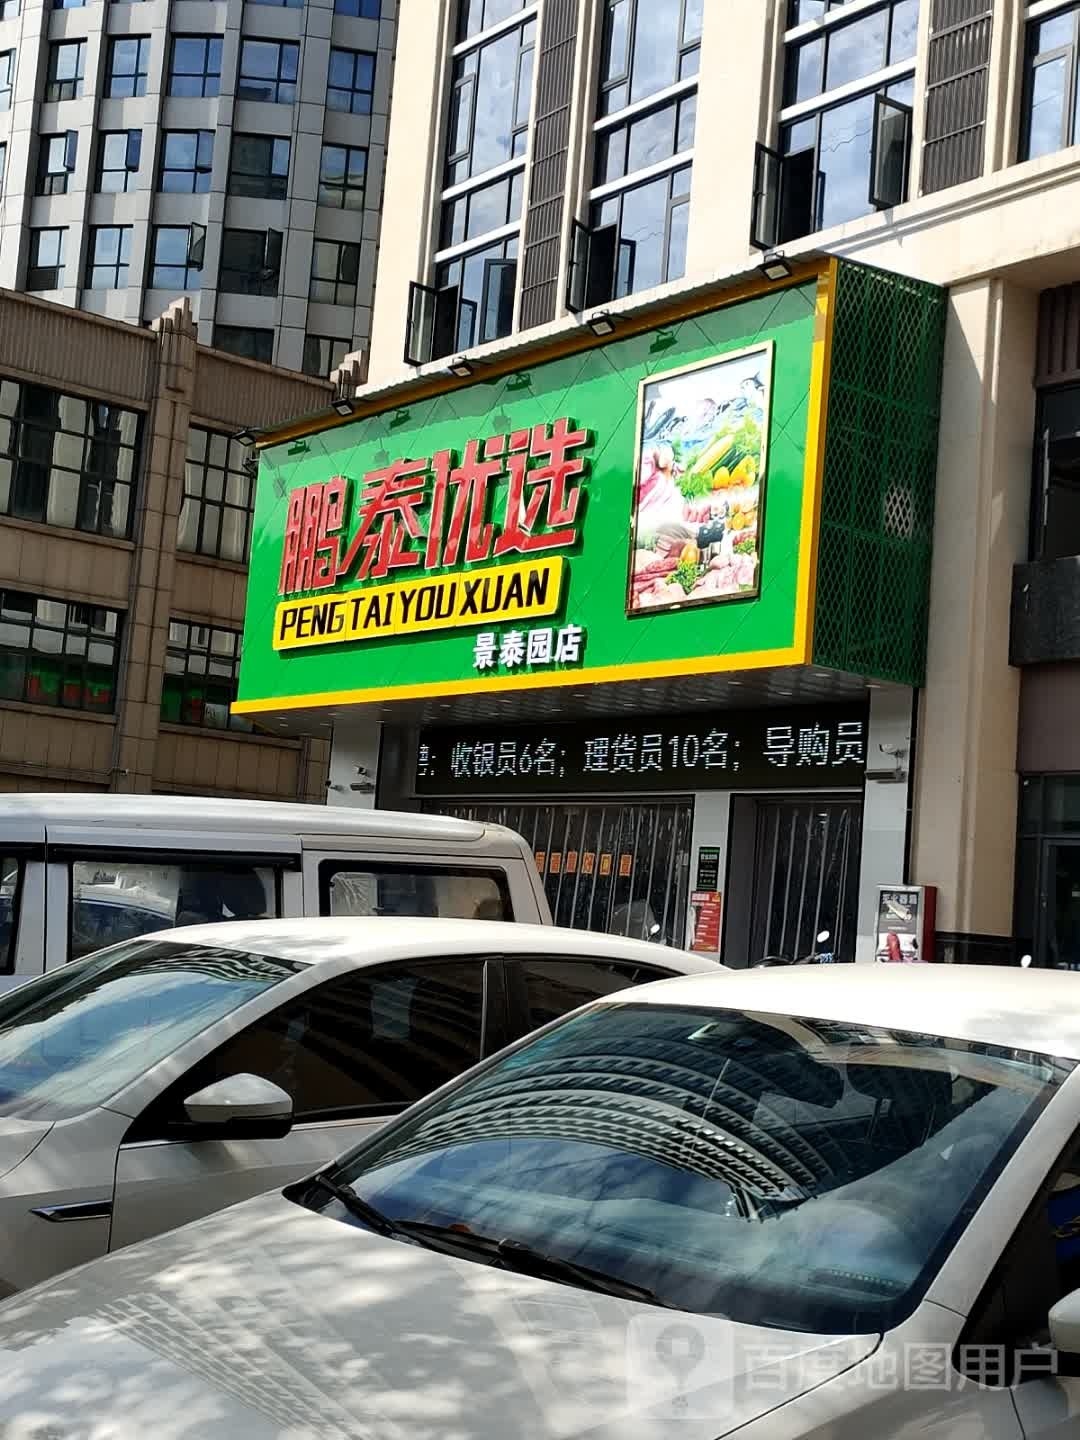 鹏泰优选
PENG TAI YOU XUAN
景泰园店
聘：收银员6名；理货员10名；导购员
百度地图用户